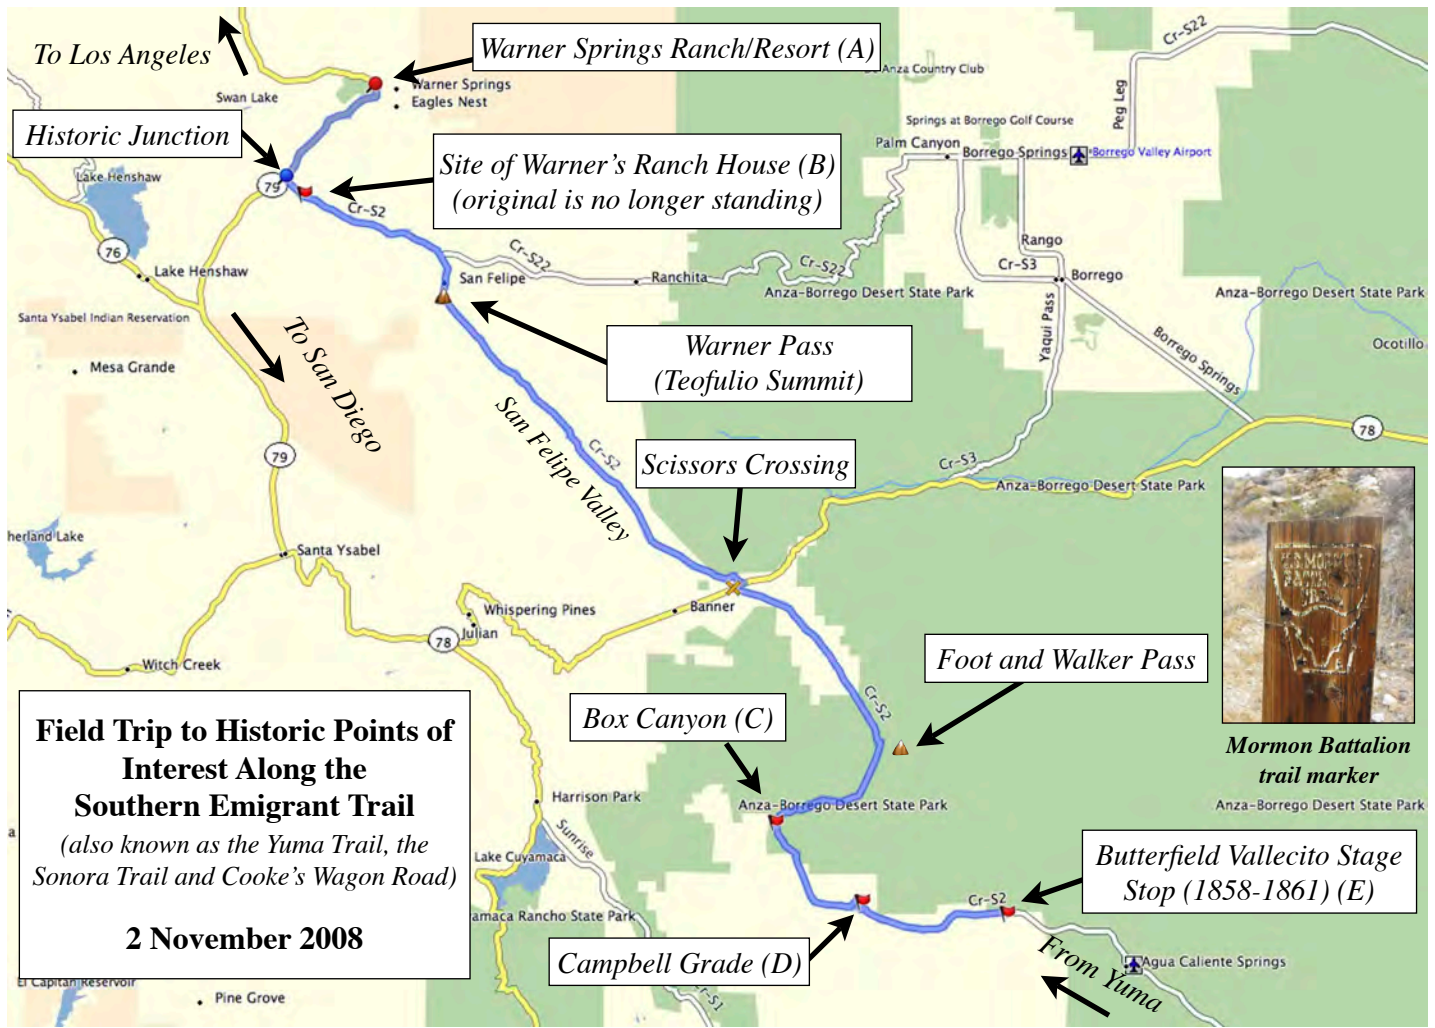 To Los Angeles
Warner Springs Ranch/Resort (A)
Cr-S22
Anza Country Club
Warner Springs
Eagles Nest
Swan Lake
Peg Leg
Historic Junction
Springs at Borrego Golf Course
Palm Canyon
Borrego Springs
Borrego Valley Airport
Site of Warner's Ranch House (B)
(original is no longer standing)
Lake Henshaw
79
Cr-S2
76
Lake Henshaw
Cr-S22
San Felipe
Ranchita
Cr-S22
Rango
Cr-S3
Borrego
Anza-Borrego Desert State Park
Anza-Borrego Desert State Park
Santa Ysabel Indian Reservation
To San Diego
Warner Pass
(Teofulio Summit)
Yaqui Pass
Borrego Springs
Ocotillo
Mesa Grande
San Felipe Valley
Cr-S2
78
79
Scissors Crossing
Cr-S3
Anza-Borrego Desert State Park
herland Lake
Santa Ysabel
Banner
Whispering Pines
Julian
78
Witch Creek
Foot and Walker Pass
Cr-S2
Box Canyon (C)
MORMON
Mormon Battalion
trail marker
Field Trip to Historic Points of
Interest Along the
Southern Emigrant Trail
(also known as the Yuma Trail, the
Sonora Trail and Cooke's Wagon Road)
2 November 2008
Harrison Park
Anza-Borrego Desert State Park
Anza-Borrego Desert State Park
a
Sunrise
Lake Cuyamaca
Butterfield Vallecito Stage
Stop (1858-1861) (E)
Cr-S2
amaca Rancho State Park
Campbell Grade (D)
From Yuma
Agua Caliente Springs
El Capitan Reservoir
Pine Grove
Cr-S1